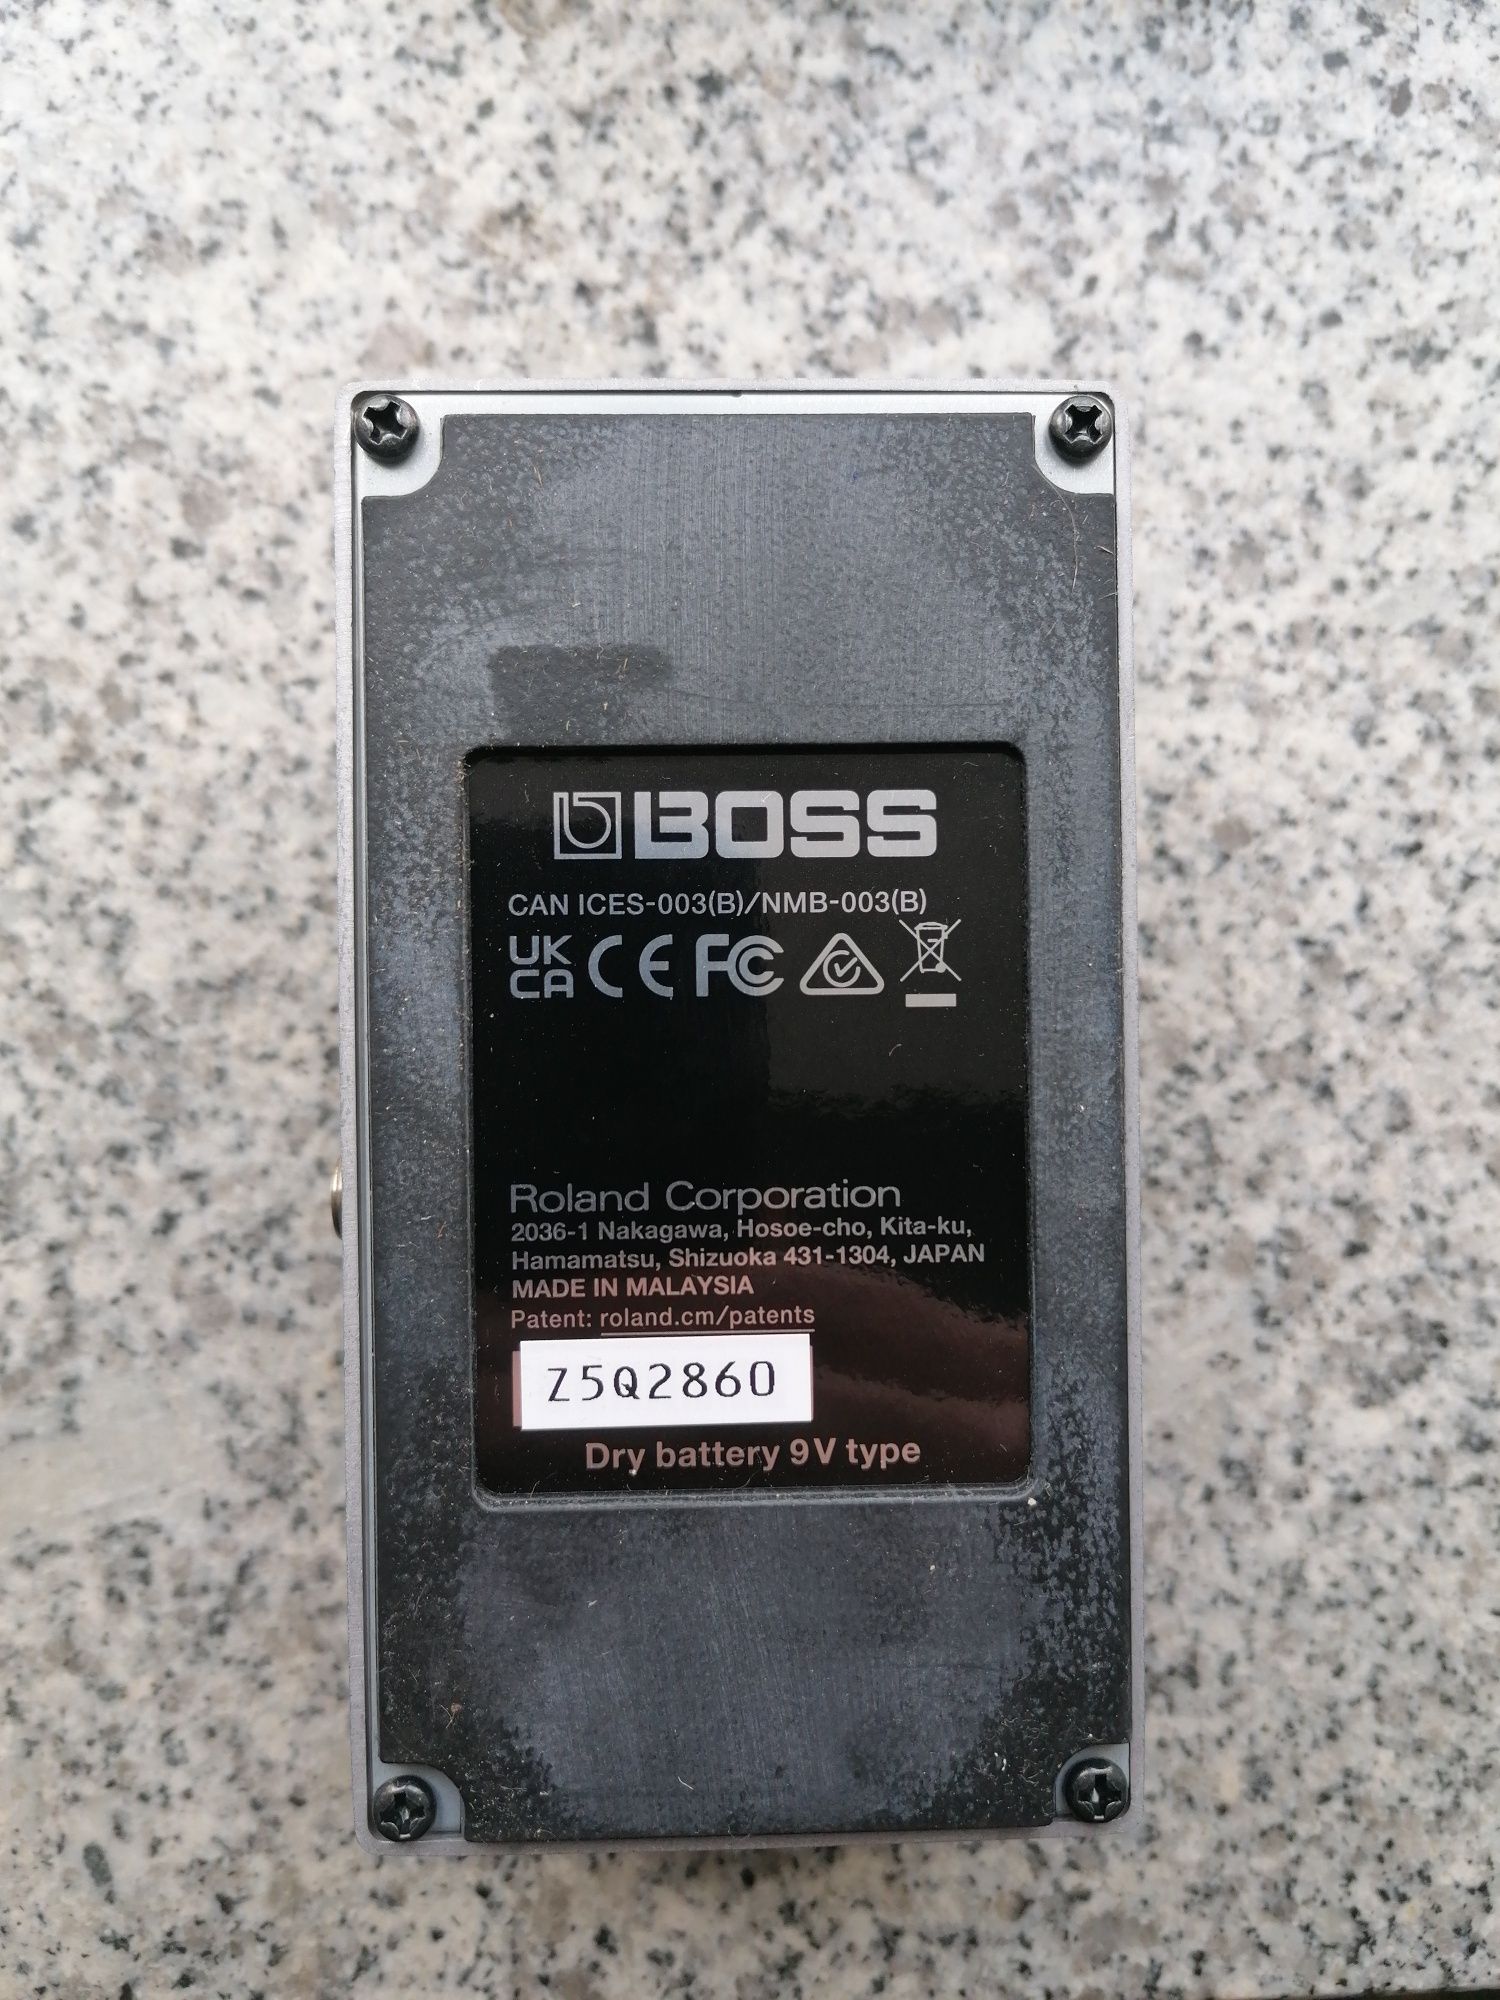 BOSS
CAN ICES-003(B)/NMB-003(B)
UK
CA CE FC
Roland Corporation
2036-1 Nakagawa, Hosoe-cho, Kita-ku,
Hamamatsu, Shizuoka 431-1304, JAPAN
MADE IN MALAYSIA
Patent: roland.cm/patents
Z5Q2860
Dry battery 9V type